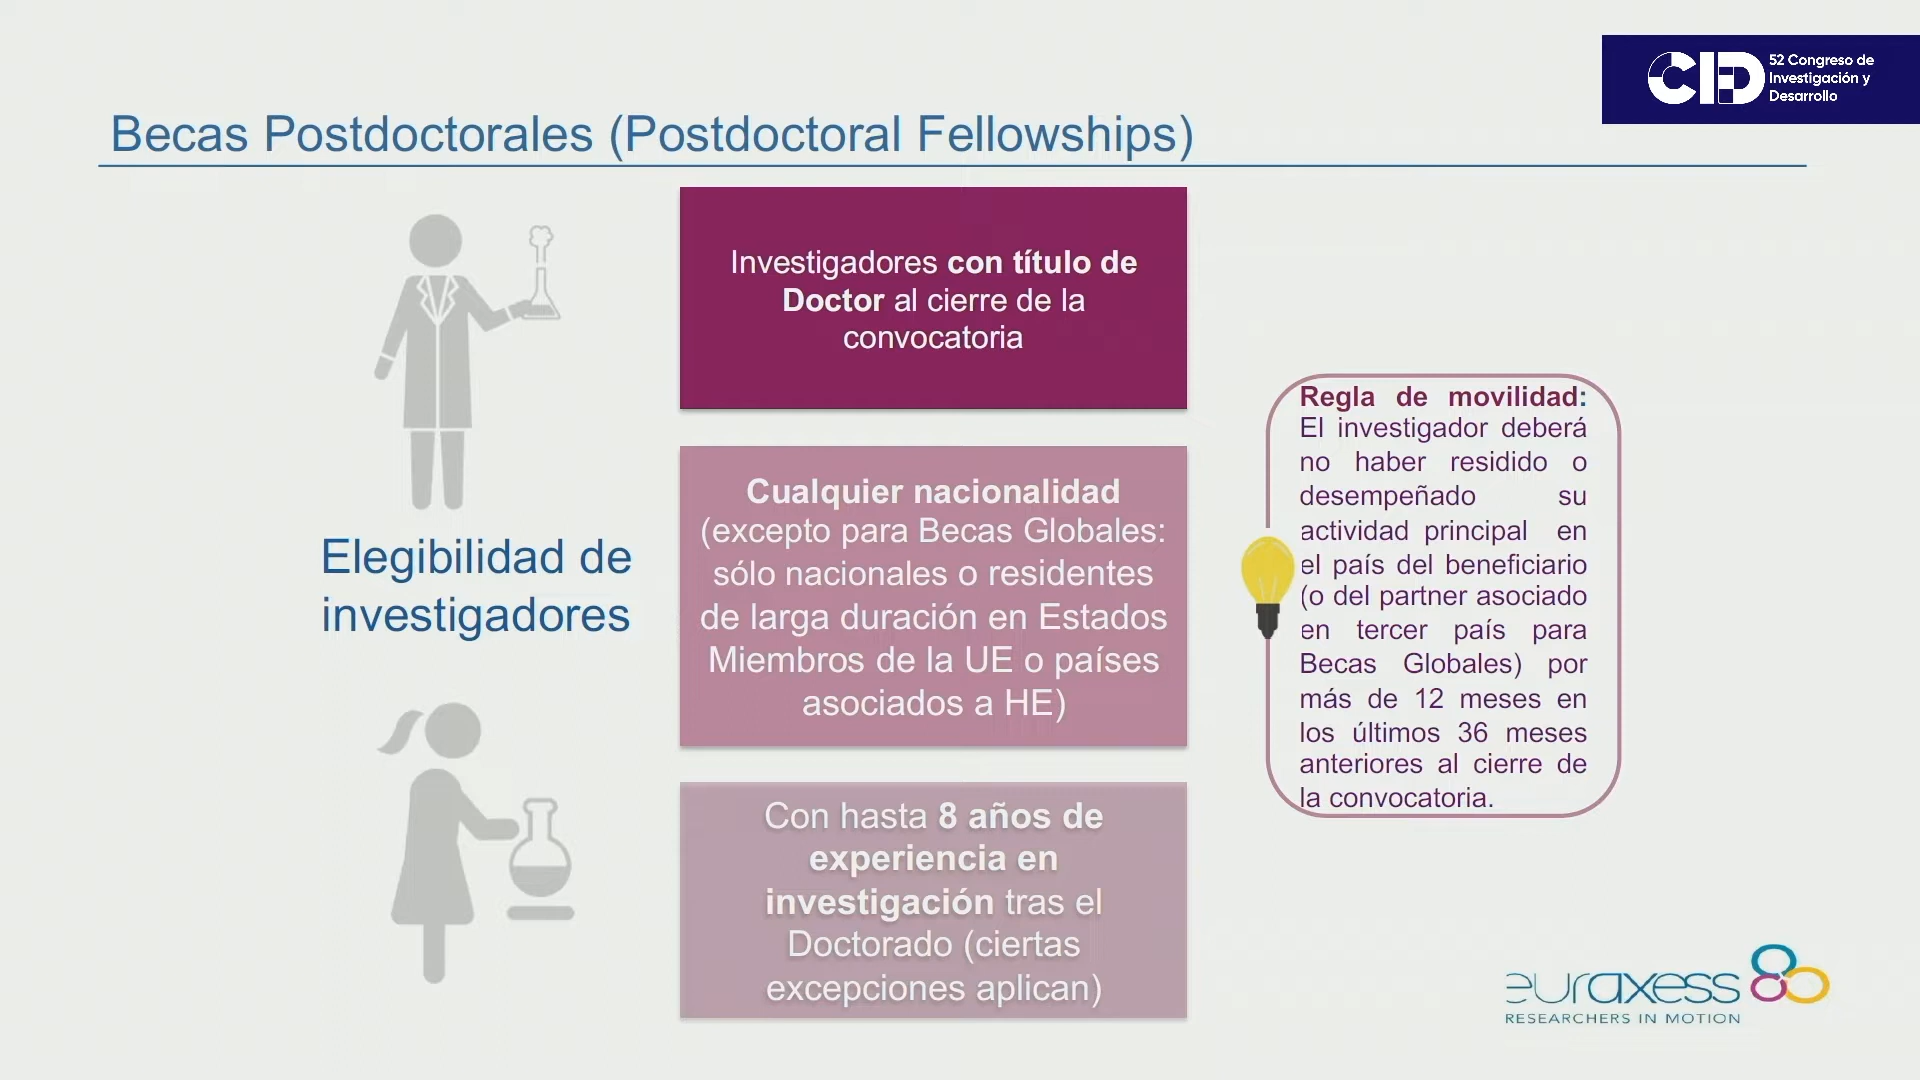 CID
52 Congreso de
Investigación y
Desarrollo
Becas Postdoctorales (Postdoctoral Fellowships)
Elegibilidad de
investigadores
Investigadores con título de
Doctor al cierre de la
convocatoria
Cualquier nacionalidad
(excepto para Becas Globales:
sólo nacionales o residentes
de larga duración en Estados
Miembros de la UE o países
asociados a HE)
Con hasta 8 años de
experiencia en
investigación tras el
Doctorado (ciertas
excepciones aplican)
Regla de movilidad:
El investigador deberá
no haber residido o
desempeñado su
actividad principal en
el país del beneficiario
(o del partner asociado
en tercer país para
Becas Globales) por
más de 12 meses en
los últimos 36 meses
anteriores al cierre de
la convocatoria.
euraxess
RESEARCHERS IN MOTION